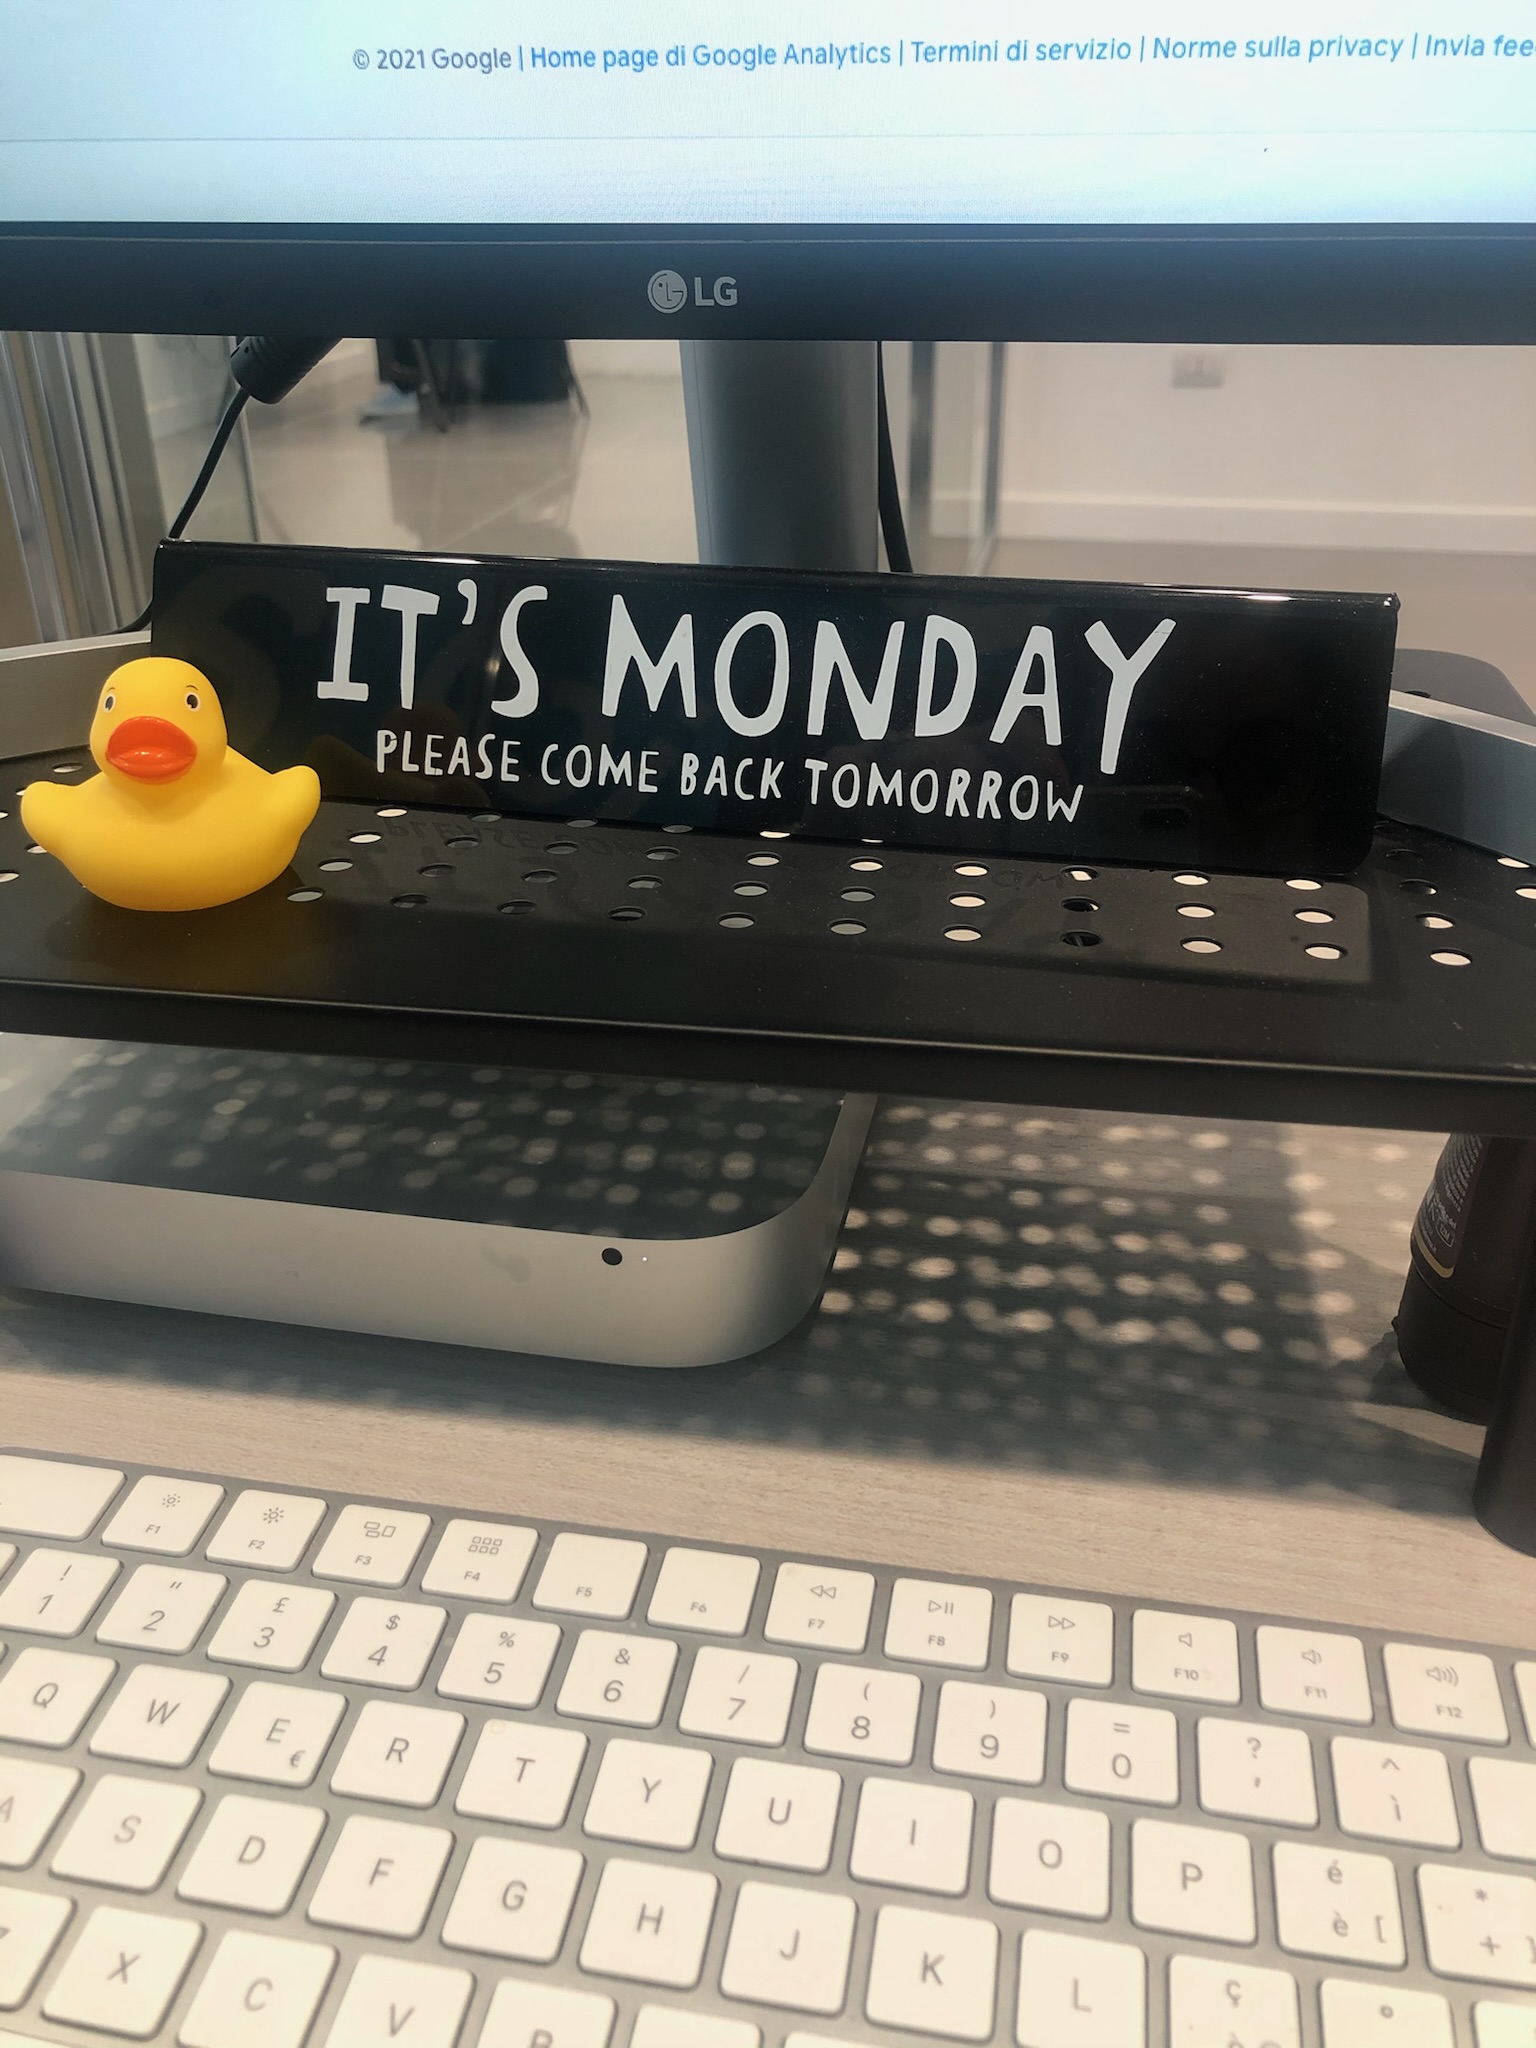 © 2021 Google | Home page di Google Analytics | Termini di servizio | Norme sulla privacy | Invia fee
LG
IT'S MONDAY
PLEASE COME BACK TOMORROW
F1 F2 F3 F4 F5 F6 F7 F8 F9 F10 F11 F12
! " £ $ % & / ( ) = ? ^
1 2 3 4 5 6 7 8 9 0 ' ì
Q W E € R T Y U I O P é è [ * + ]
A S D F G H J K L ç °
X C V B